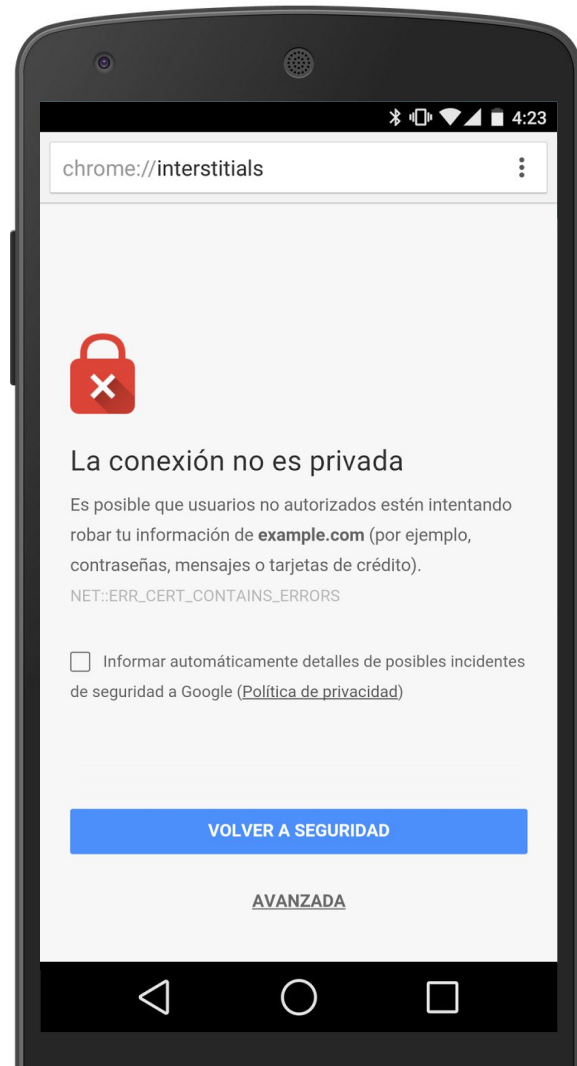 4:23
chrome://interstitials
La conexión no es privada
Es posible que usuarios no autorizados estén intentando
robar tu información de example.com (por ejemplo,
contraseñas, mensajes o tarjetas de crédito).
NET::ERR_CERT_CONTAINS_ERRORS
Informar automáticamente detalles de posibles incidentes
de seguridad a Google (Política de privacidad)
VOLVER A SEGURIDAD
AVANZADA